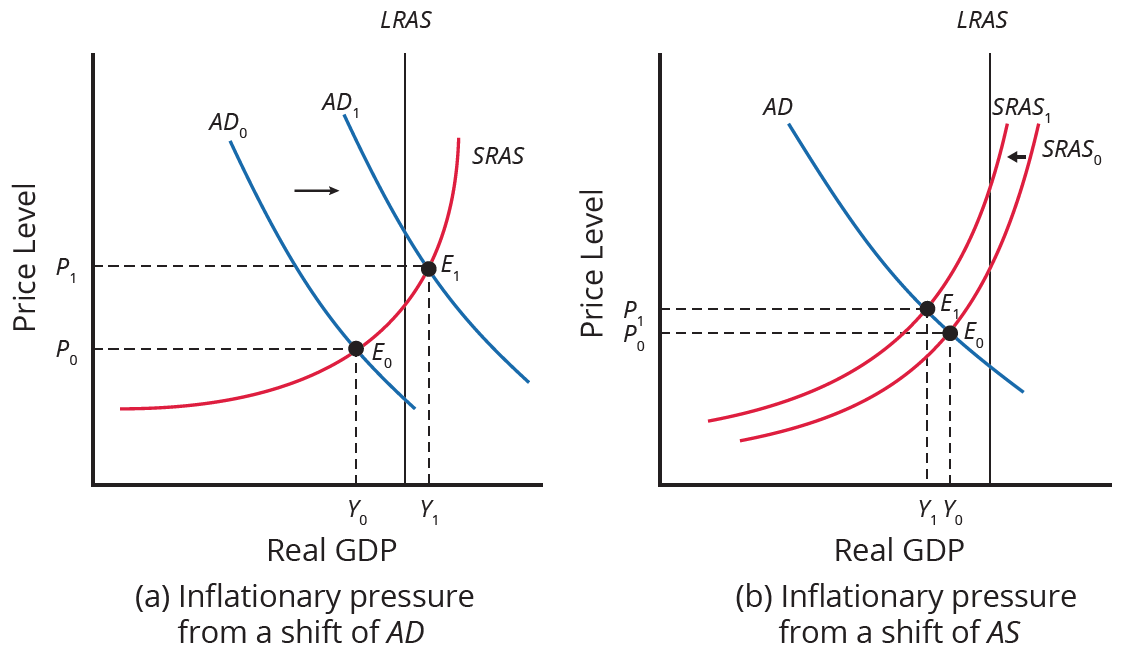 LRAS
AD₁
AD₀
SRAS
Price Level
P₁
E₁
P₀
E₀
Y₀ Y₁
Real GDP
(a) Inflationary pressure
from a shift of AD
LRAS
AD
SRAS₁
SRAS₀
Price Level
P₁
E₁
P₀
E₀
Y₁ Y₀
Real GDP
(b) Inflationary pressure
from a shift of AS